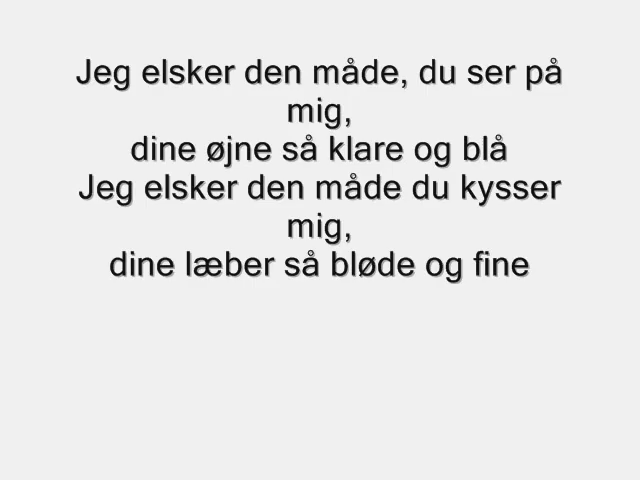 Jeg elsker den måde, du ser på
mig,
dine øjne så klare og blå
Jeg elsker den måde du kysser
mig,
dine læber så bløde og fine